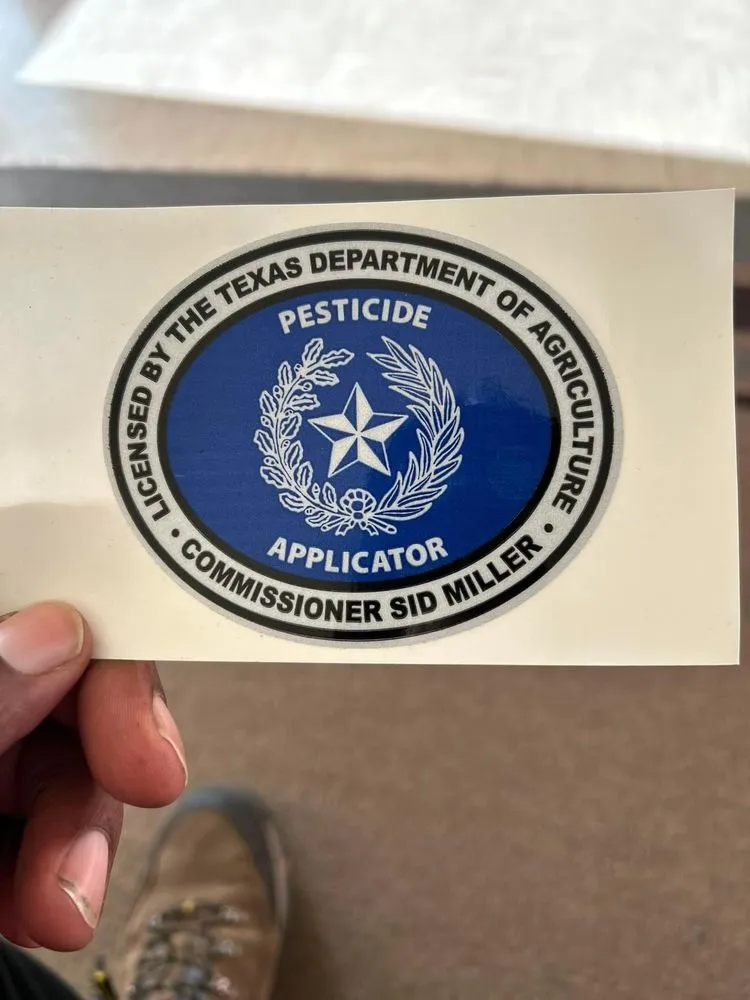 LICENSED BY THE TEXAS DEPARTMENT OF AGRICULTURE
PESTICIDE
APPLICATOR
• COMMISSIONER SID MILLER •